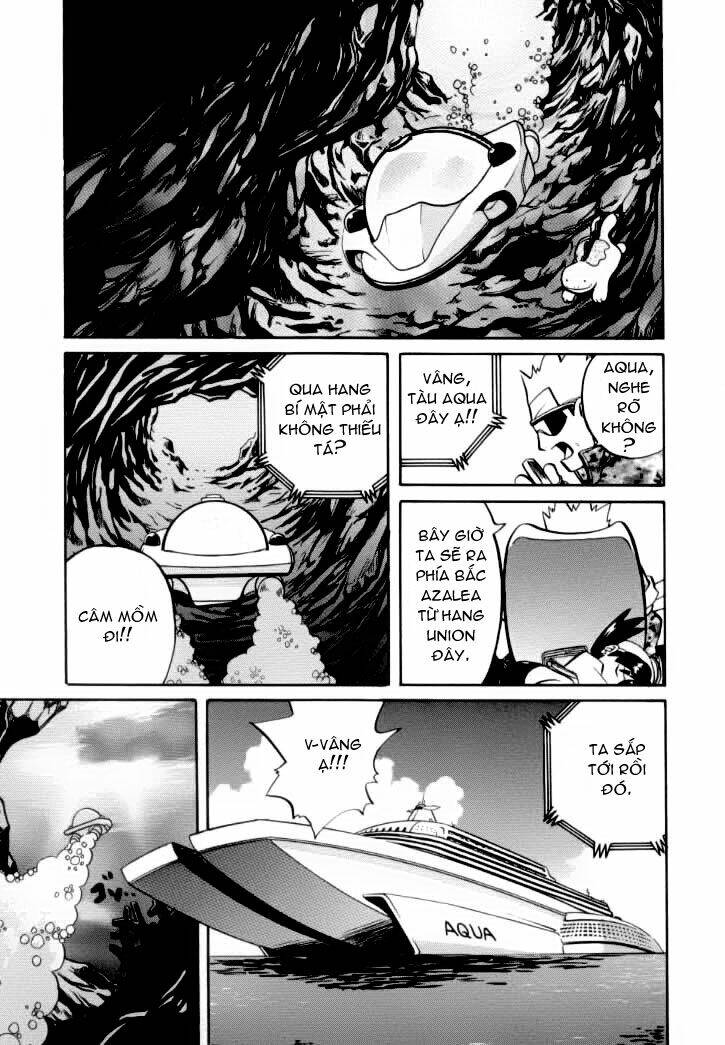 AQUA,
NGHE
RÕ
KHÔNG
?
VÂNG,
TÀU AQUA
ĐÂY Ạ!!
BÂY GIỜ
TA SẼ RA
PHÍA BẮC
AZALEA
TỪ HANG
UNION
ĐÂY.
QUA HANG
BÍ MẬT PHẢI
KHÔNG THIẾU
TÁ?
CÂM MỒM
ĐI!!
TA SẮP
TỚI RỒI
ĐÓ.
V-VÂNG
Ạ!!!
AQUA
ゴゥ...